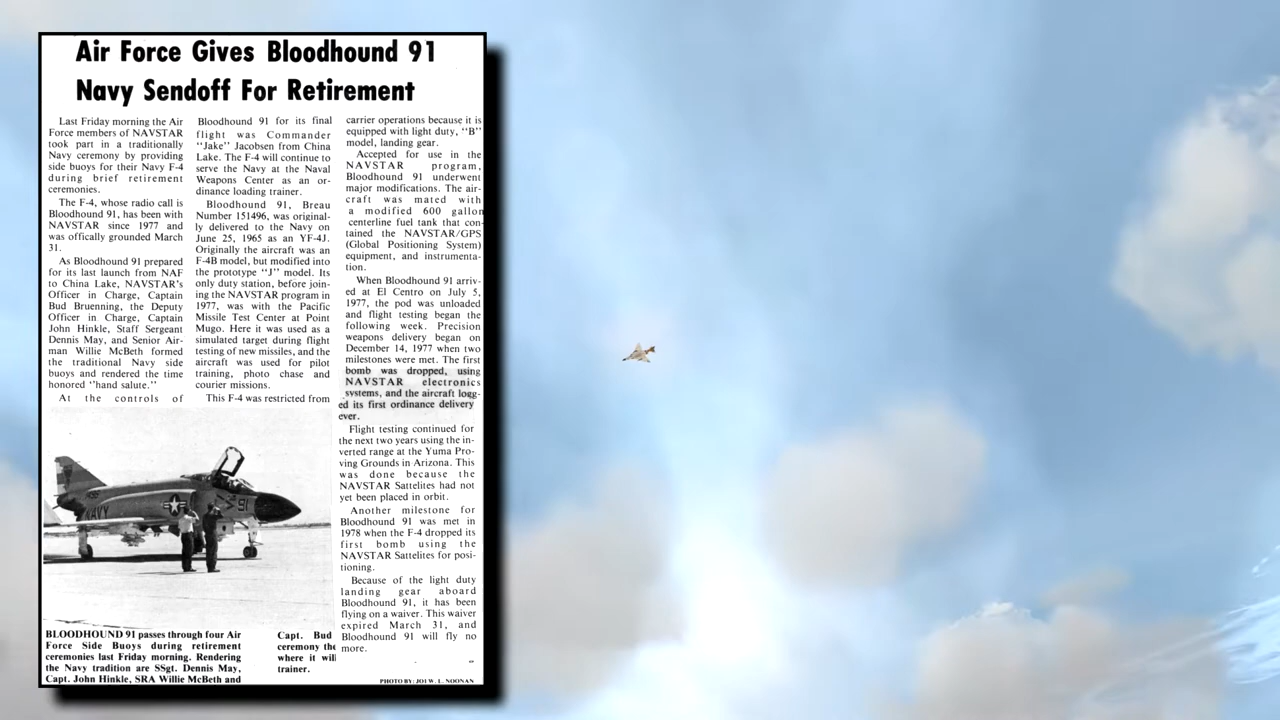 Air Force Gives Bloodhound 91
Navy Sendoff For Retirement
Last Friday morning the Air
Force members of NAVSTAR
took part in a traditionally
Navy ceremony by providing
side buoys for their Navy F-4
during brief retirement
ceremonies.
The F-4, whose radio call is
Bloodhound 91, has been with
NAVSTAR since 1977 and
was offically grounded March
31.
As Bloodhound 91 prepared
for its last launch from NAF
to China Lake, NAVSTAR's
Officer in Charge, Captain
Bud Bruenning, the Deputy
Officer in Charge, Captain
John Hinkle, Staff Sergeant
Dennis May, and Senior Air-
man Willie McBeth formed
the traditional Navy side
buoys and rendered the time
honored "hand salute."
At the controls of
Bloodhound 91 for its final
flight was Commander
"Jake" Jacobsen from China
Lake. The F-4 will continue to
serve the Navy at the Naval
Weapons Center as an or-
dinance loading trainer.
Bloodhound 91, Breau
Number 151496, was original-
ly delivered to the Navy on
June 25, 1965 as an YF-4J.
Originally the aircraft was an
F-4B model, but modified into
the prototype "J" model. Its
only duty station, before join-
ing the NAVSTAR program in
1977, was with the Pacific
Missile Test Center at Point
Mugo. Here it was used as a
simulated target during flight
testing of new missiles, and the
aircraft was used for pilot
training, photo chase and
courier missions.
This F-4 was restricted from
carrier operations because it is
equipped with light duty, "B"
model, landing gear.
Accepted for use in the
NAVSTAR program,
Bloodhound 91 underwent
major modifications. The air-
craft was mated with
a modified 600 gallon
centerline fuel tank that con-
tained the NAVSTAR/GPS
(Global Positioning System)
equipment, and instrumenta-
tion.
When Bloodhound 91 arriv-
ed at El Centro on July 5,
1977, the pod was unloaded
and flight testing began the
following week. Precision
weapons delivery began on
December 14, 1977 when two
milestones were met. The first
bomb was dropped, using
NAVSTAR electronics
systems, and the aircraft logg-
ed its first ordinance delivery
ever.
Flight testing continued for
the next two years using the in-
verted range at the Yuma Pro-
ving Grounds in Arizona. This
was done because the
NAVSTAR Sattelites had not
yet been placed in orbit.
Another milestone for
Bloodhound 91 was met in
1978 when the F-4 dropped its
first bomb using the
NAVSTAR Sattelites for posi-
tioning.
Because of the light duty
landing gear aboard
Bloodhound 91, it has been
flying on a waiver. This waiver
expired March 31, and
Bloodhound 91 will fly no
more.
NAVY
91
BLOODHOUND 91 passes through four Air
Force Side Buoys during retirement
ceremonies last Friday morning. Rendering
the Navy tradition are SSgt. Dennis May,
Capt. John Hinkle, SRA Willie McBeth and
Capt. Bud
ceremony the
where it will
trainer.
PHOTO BY: JO1 W. L. NOONAN